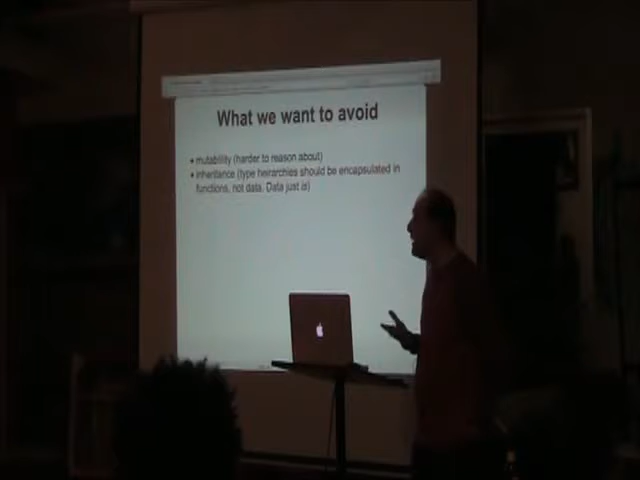 What we want to avoid
• mutability (harder to reason about)
• inheritance (type heirarchies should be encapsulated in
functions, not data. Data just is)